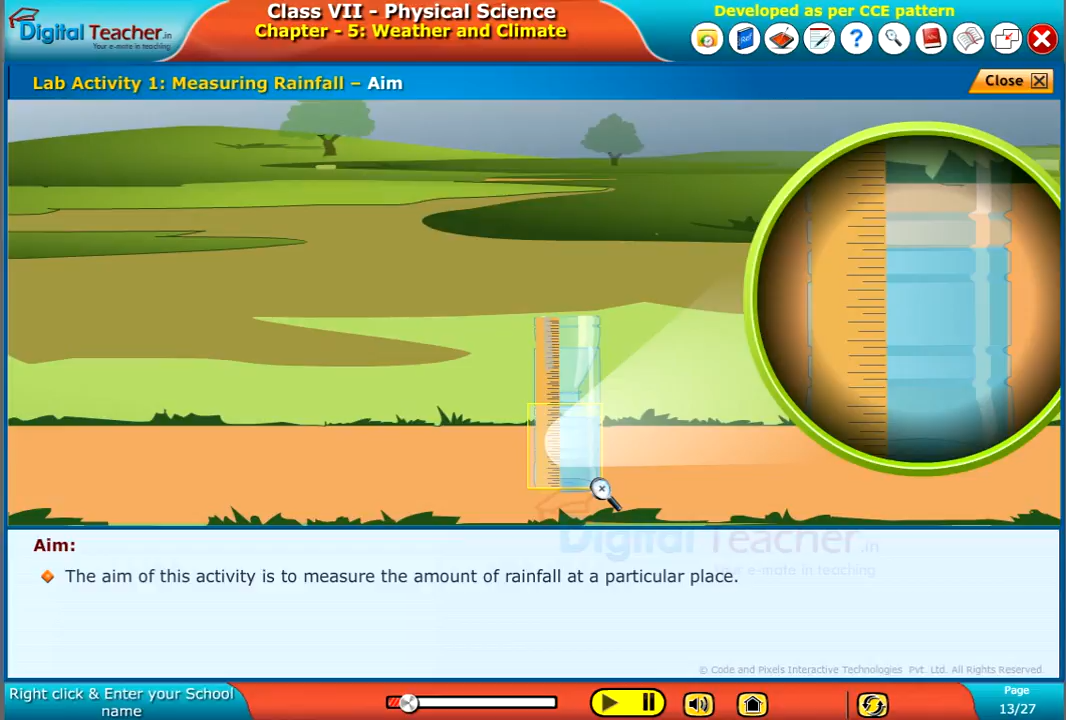 Digital Teacher.in
Your e-mate in teaching
Class VII - Physical Science
Chapter - 5: Weather and Climate
Developed as per CCE pattern
Ref
?
Lab Activity 1: Measuring Rainfall – Aim
Close
Digital Teacher.in
Your e-mate in teaching
Aim:
The aim of this activity is to measure the amount of rainfall at a particular place.
© Code and Pixels Interactive Technologies Pvt. Ltd. All Rights Reserved
Right click & Enter your School
name
Page
13/27